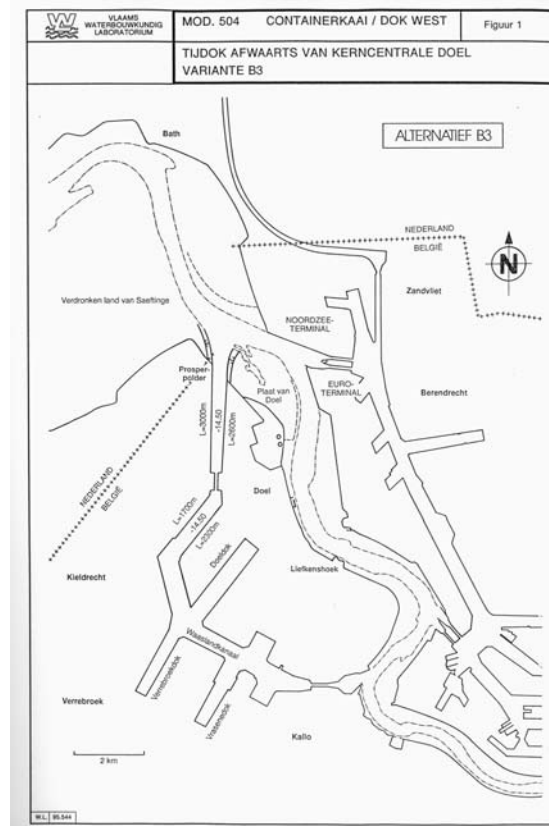 VLAAMS
WATERBOUWKUNDIG
LABORATORIUM
MOD. 504 CONTAINERKAAI / DOK WEST
Figuur 1
TIJDOK AFWAARTS VAN KERNCENTRALE DOEL
VARIANTE B3
ALTERNATIEF B3
Bath
NEDERLAND
BELGIË
N
Zandvliet
Verdronken land van Saeftinge
NOORDZEE-
TERMINAL
Prosper-
polder
Plaat van
Doel
EURO-
TERMINAL
Berendrecht
L=3000m
-14,50
L=2600m
NEDERLAND
BELGIË
Doel
L=1700m
-14,50
L=2300m
Doeldok
Liefkenshoek
Kieldrecht
Waaslandkanaal
Verrebroekdok
Vrasenedok
Verrebroek
Kallo
2 km
W.L. 95.544